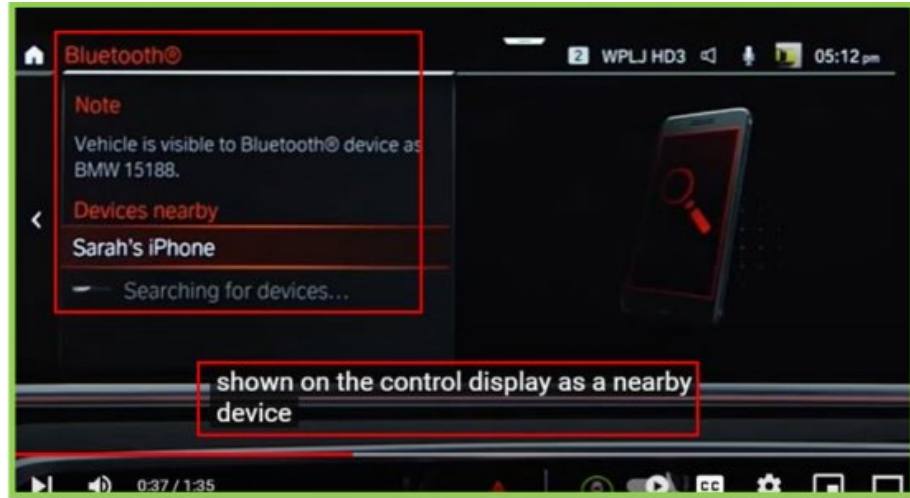 Bluetooth®
2 WPLJ HD3 05:12 pm
Note
Vehicle is visible to Bluetooth® device as
BMW 15188.
Devices nearby
Sarah's iPhone
Searching for devices...
shown on the control display as a nearby
device
0:37 / 1:35
CC